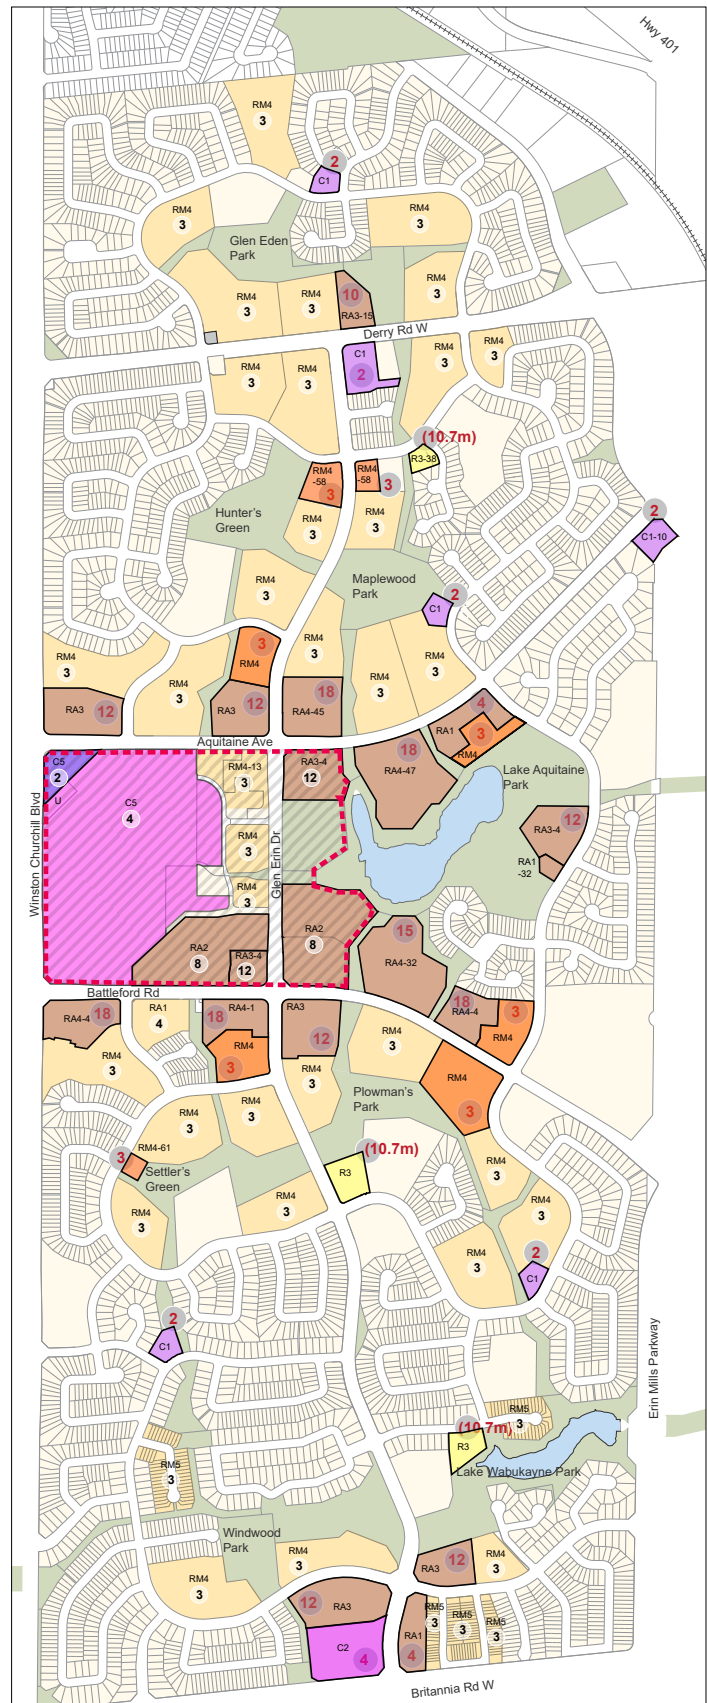 Hwy 401
RM4
3
2
C1
RM4
3
RM4
3
Glen Eden
Park
RM4
3
RM4
3
RM4
3
10
RA3-15
Derry Rd W
C1
2
RM4
3
RM4
3
RM4
3
RM4
3
(10.7m)
R3-38
RM4
-58
3
RM4
-58
3
Hunter's
Green
RM4
3
RM4
3
2
C1-10
Maplewood
Park
RM4
3
2
C1
RM4
3
3
RM4
RM4
3
RM4
3
RM4
3
RM4
3
RA3
12
RA3
12
18
RA4-45
4
RA1
3
RM4
Aquitaine Ave
18
RA4-47
Lake Aquitaine
Park
C5
2
U
C5
4
RM4-13
3
RA3-4
12
Winston Churchill Blvd
Glen Erin Dr
RM4
3
RM4
3
12
RA3-4
RA1
-32
RA2
8
RA3-4
12
RA2
8
15
RA4-32
Battleford Rd
RA4-4
18
RA1
4
18
RA4-1
RM4
3
RA3
12
RM4
3
18
RA4-4
3
RM4
RM4
3
RM4
3
RM4
3
Plowman's
Park
RM4
3
RM4
3
RM4
3
3
RM4-61
Settler's
Green
(10.7m)
R3
RM4
3
RM4
3
RM4
3
RM4
3
RM4
3
2
C1
2
C1
Erin Mills Parkway
RM5
3
(10.7m)
R3
Lake Wabukayne Park
RM5
3
Windwood
Park
RM4
3
RM4
3
12
RA3
RM4
3
12
RA3
C2
4
RA1
4
RM5
3
RM5
3
RM5
3
Britannia Rd W